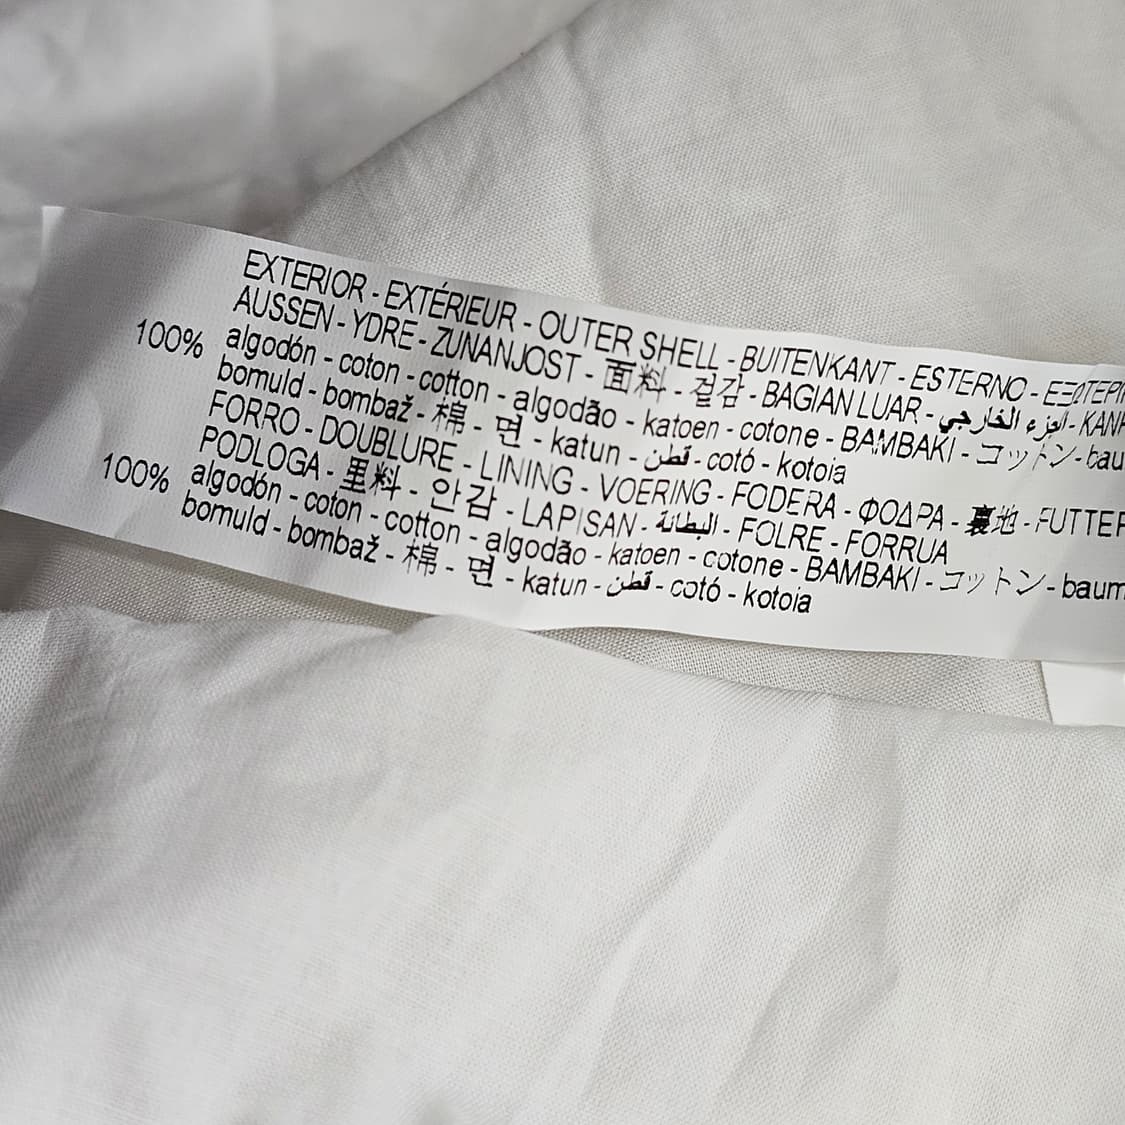 EXTERIOR - EXTÉRIEUR - OUTER SHELL - BUITENKANT - ESTERNO -
AUSSEN - YDRE - ZUNANJOST - 面料 - 겉감 - BAGIAN LUAR - الجزء الخارجي -
100% algodón - coton - cotton - algodão - katoen - cotone - BAMBAKI - コットン -
bomuld - bombaž - 棉 - 면 - katun - قطن - cotó - kotoia
FORRO - DOUBLURE - LINING - VOERING - FODERA - ΦΟΔΡΑ - 裏地 - FUTTER
PODLOGA - 里料 - 안감 - LAPISAN - البطانة - FOLRE - FORRUA
100% algodón - coton - cotton - algodão - katoen - cotone - BAMBAKI - コットン -
bomuld - bombaž - 棉 - 면 - katun - قطن - cotó - kotoia